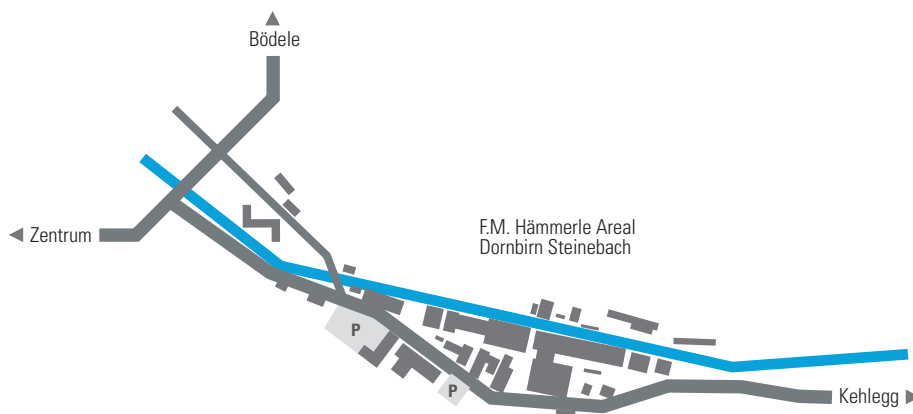 Bödele
Zentrum
F.M. Hämmerle Areal
Dornbirn Steinebach
P
P
Kehlegg